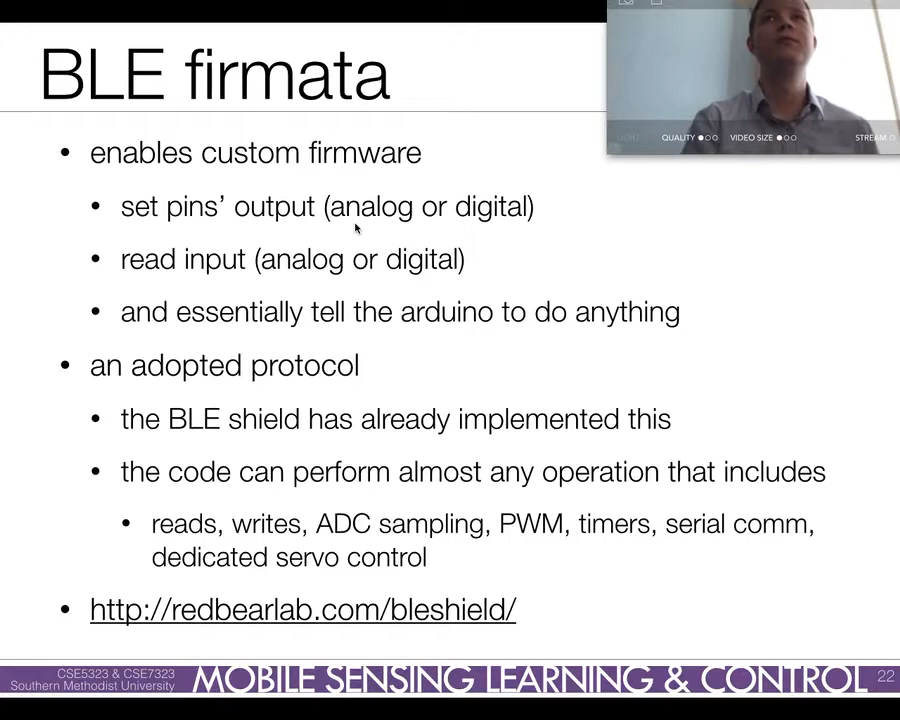 BLE firmata
QUALITY
VIDEO SIZE
STREAM
• enables custom firmware
• set pins’ output (analog or digital)
• read input (analog or digital)
• and essentially tell the arduino to do anything
• an adopted protocol
• the BLE shield has already implemented this
• the code can perform almost any operation that includes
• reads, writes, ADC sampling, PWM, timers, serial comm,
dedicated servo control
• http://redbearlab.com/bleshield/
CSE5323 & CSE7323
Southern Methodist University
MOBILE SENSING LEARNING & CONTROL
22